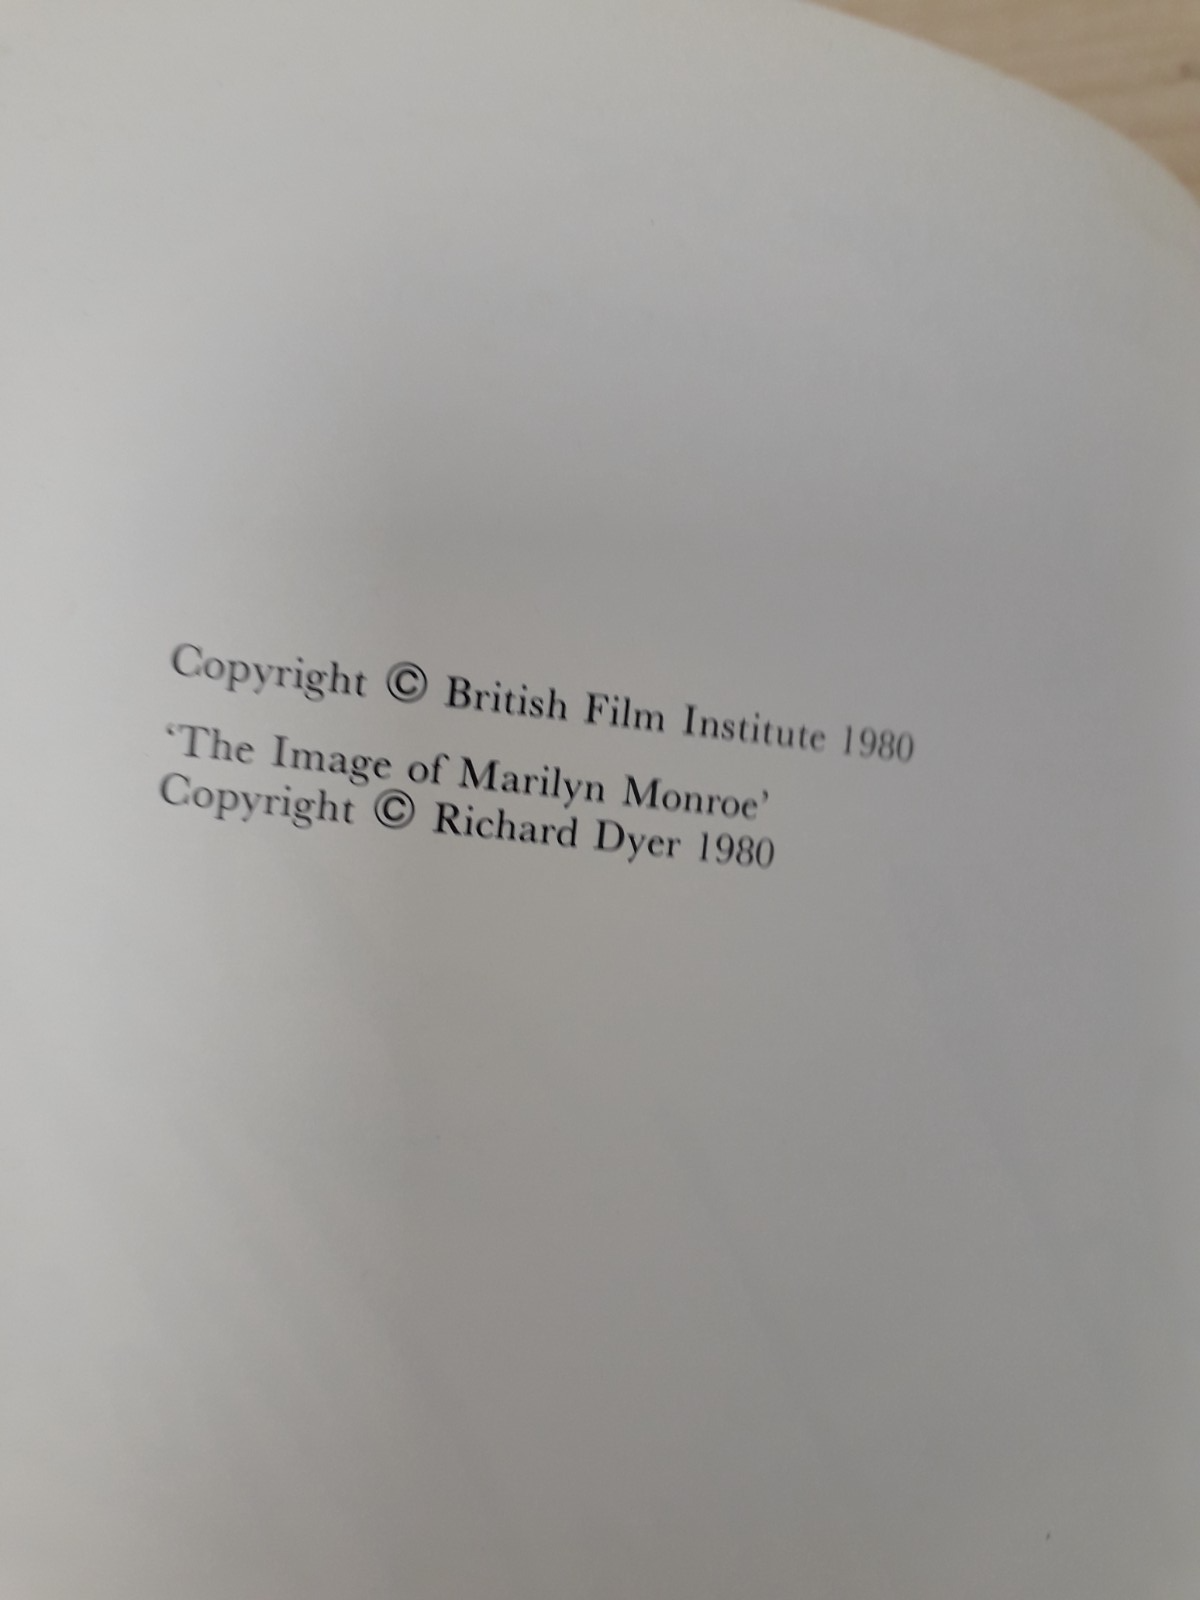 Copyright © British Film Institute 1980
‘The Image of Marilyn Monroe’
Copyright © Richard Dyer 1980